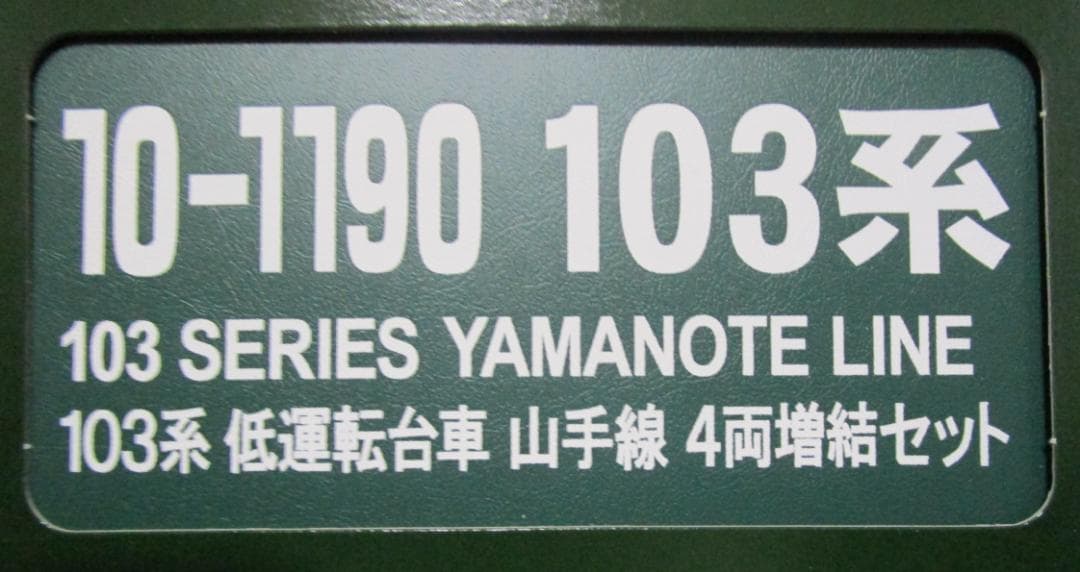 10-1190 103系
103 SERIES YAMANOTE LINE
103系 低運転台車 山手線 4両増結セット